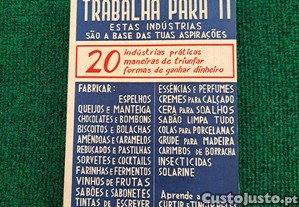 TRABALHA PARA TI
ESTAS INDÚSTRIAS
SÃO A BASE DAS TUAS ASPIRAÇÕES
20
indústrias práticas
maneiras de triunfar
formas de ganhar dinheiro
FABRICAR:
ESPELHOS
QUEIJOS E MANTEIGA
CHOCOLATES E BOMBONS
BISCOITOS E BOLACHAS
AMÊNDOAS E CARAMELOS
REBUÇADOS E PASTILHAS
SORVETES E COCKTAILS
FARINHAS E FERMENTOS
VINHOS DE FRUTAS
SABÕES E SABONETES
TINTAS DE ESCREVER
ESSÊNCIAS E PERFUMES
CREMES PARA CALÇADO
CERA PARA SOALHOS
SABÃO LIMPA TUDO
COLAS PARA PORCELANAS
GRUDE PARA MADEIRA
CARIMBOS DE BORRACHA
INSECTICIDAS
SOLARINE
Aprende a
CustoJusto.pt